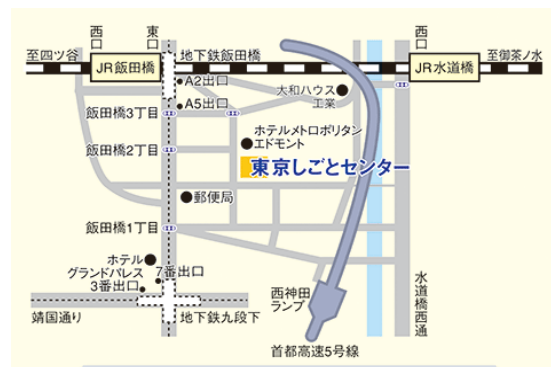 西口
東口
西口
至四ツ谷
JR飯田橋
地下鉄飯田橋
JR水道橋
至御茶ノ水
A2出口
大和ハウス
工業
A5出口
飯田橋3丁目
ホテルメトロポリタン
エドモント
飯田橋2丁目
東京しごとセンター
郵便局
飯田橋1丁目
ホテル
グランドパレス
7番出口
3番出口
西神田
ランプ
水道橋西通
靖国通り
地下鉄九段下
首都高速5号線